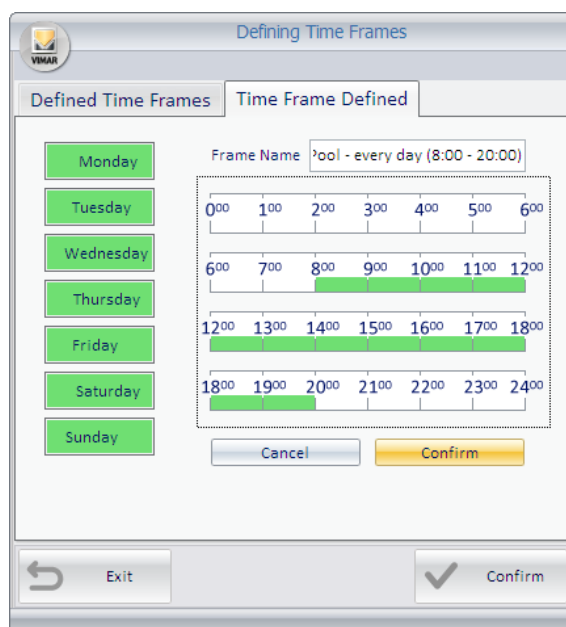 Defining Time Frames
VIMAR
Defined Time Frames
Time Frame Defined
Monday
Tuesday
Wednesday
Thursday
Friday
Saturday
Sunday
Frame Name
Pool - every day (8:00 - 20:00)
0⁰⁰ 1⁰⁰ 2⁰⁰ 3⁰⁰ 4⁰⁰ 5⁰⁰ 6⁰⁰
6⁰⁰ 7⁰⁰ 8⁰⁰ 9⁰⁰ 10⁰⁰ 11⁰⁰ 12⁰⁰
12⁰⁰ 13⁰⁰ 14⁰⁰ 15⁰⁰ 16⁰⁰ 17⁰⁰ 18⁰⁰
18⁰⁰ 19⁰⁰ 20⁰⁰ 21⁰⁰ 22⁰⁰ 23⁰⁰ 24⁰⁰
Cancel
Confirm
Exit
Confirm